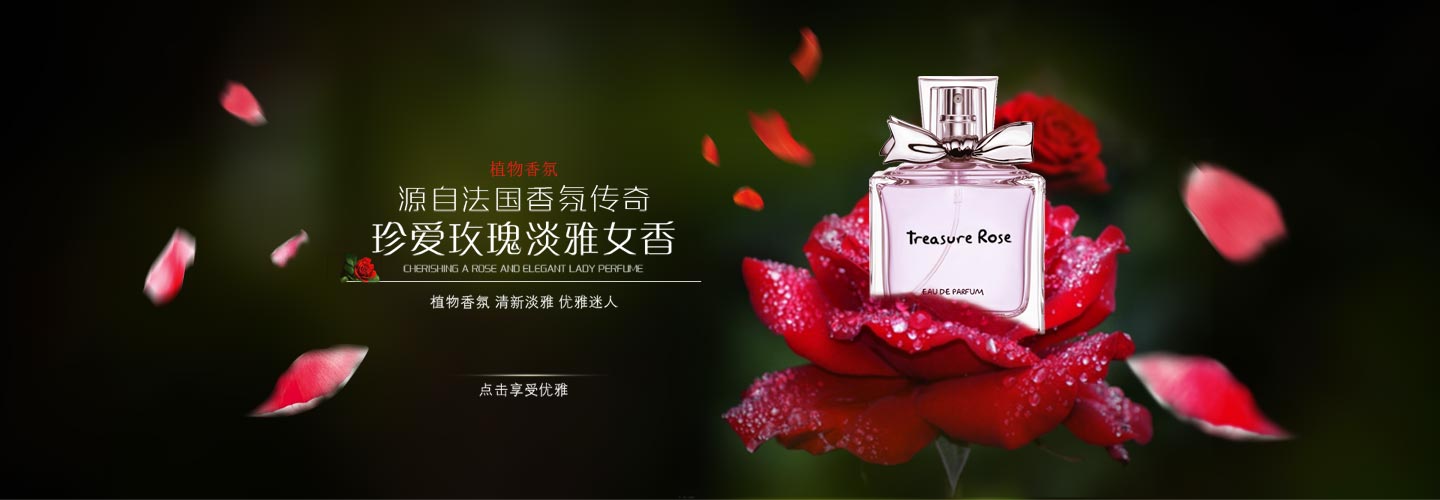 植物香氛
源自法国香氛传奇
珍爱玫瑰淡雅女香
CHERISHING A ROSE AND ELEGANT LADY PERFUME
植物香氛 清新淡雅 优雅迷人
点击享受优雅
Treasure Rose
EAU DE PARFUM